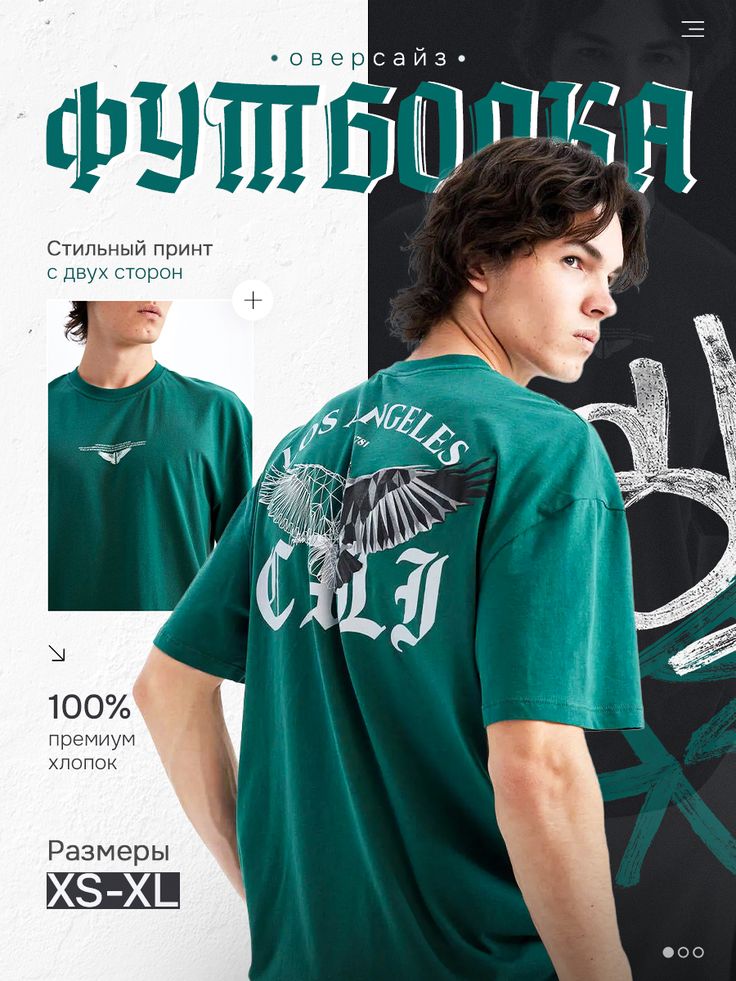 • оверсайз •
ФУТБОЛКА
Стильный принт
с двух сторон
LOS ANGELES
CALI
100%
премиум
хлопок
Размеры
XS-XL